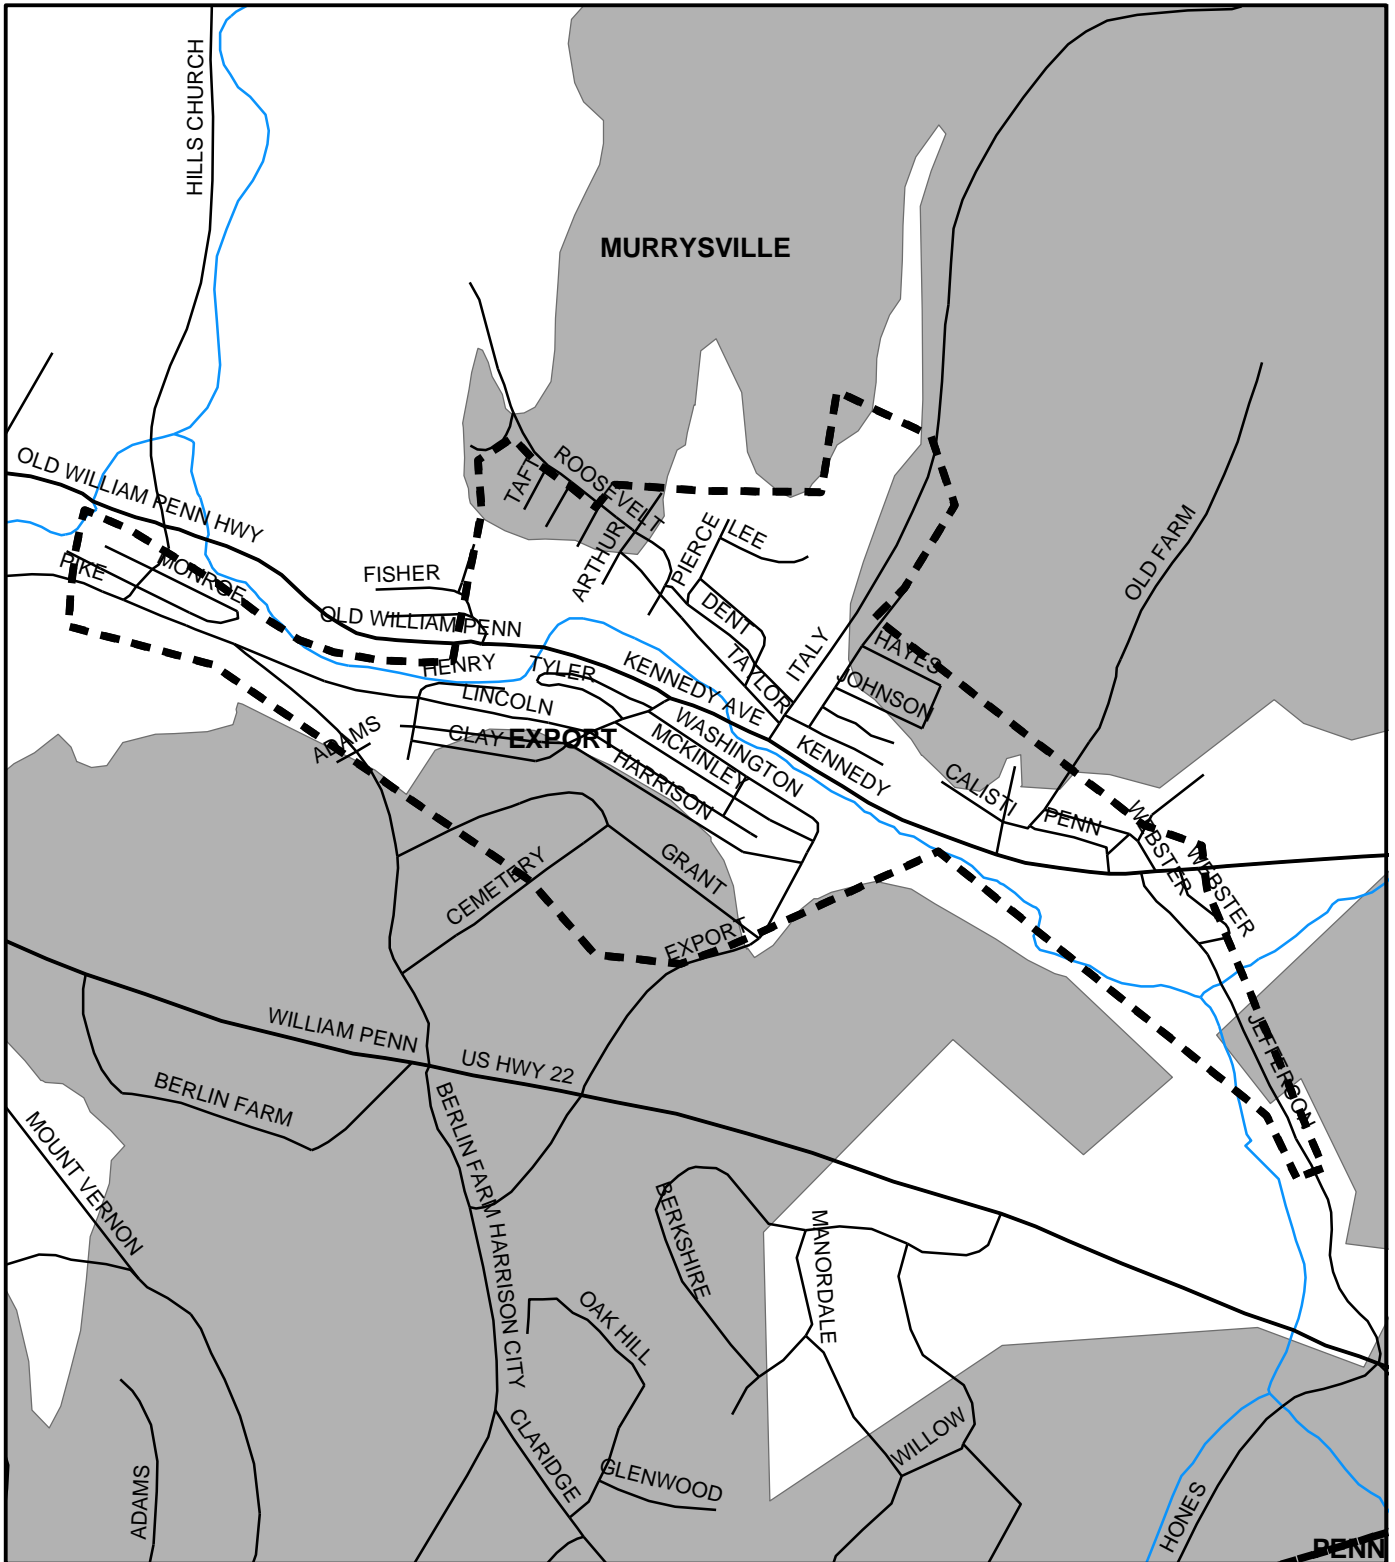 HILLS CHURCH
MURRYSVILLE
OLD WILLIAM PENN HWY
TAFT
ROOSEVELT
ARTHUR
PIERCE
LEE
OLD FARM
PIKE
MONROE
FISHER
OLD WILLIAM PENN
DENT
HENRY
TYLER
KENNEDY AVE
TAYLOR
ITALY
HAYES
JOHNSON
LINCOLN
ADAMS
CLAY
EXPORT
WASHINGTON
MCKINLEY
HARRISON
KENNEDY
CALISTI
PENN
WEBSTER
WEBSTER
CEMETERY
GRANT
EXPORT
WILLIAM PENN
US HWY 22
JEFFERSON
BERLIN FARM
MOUNT VERNON
BERLIN FARM HARRISON CITY
BERKSHIRE
MANORDALE
OAK HILL
CLARIDGE
GLENWOOD
WILLOW
ADAMS
HONES
PENN